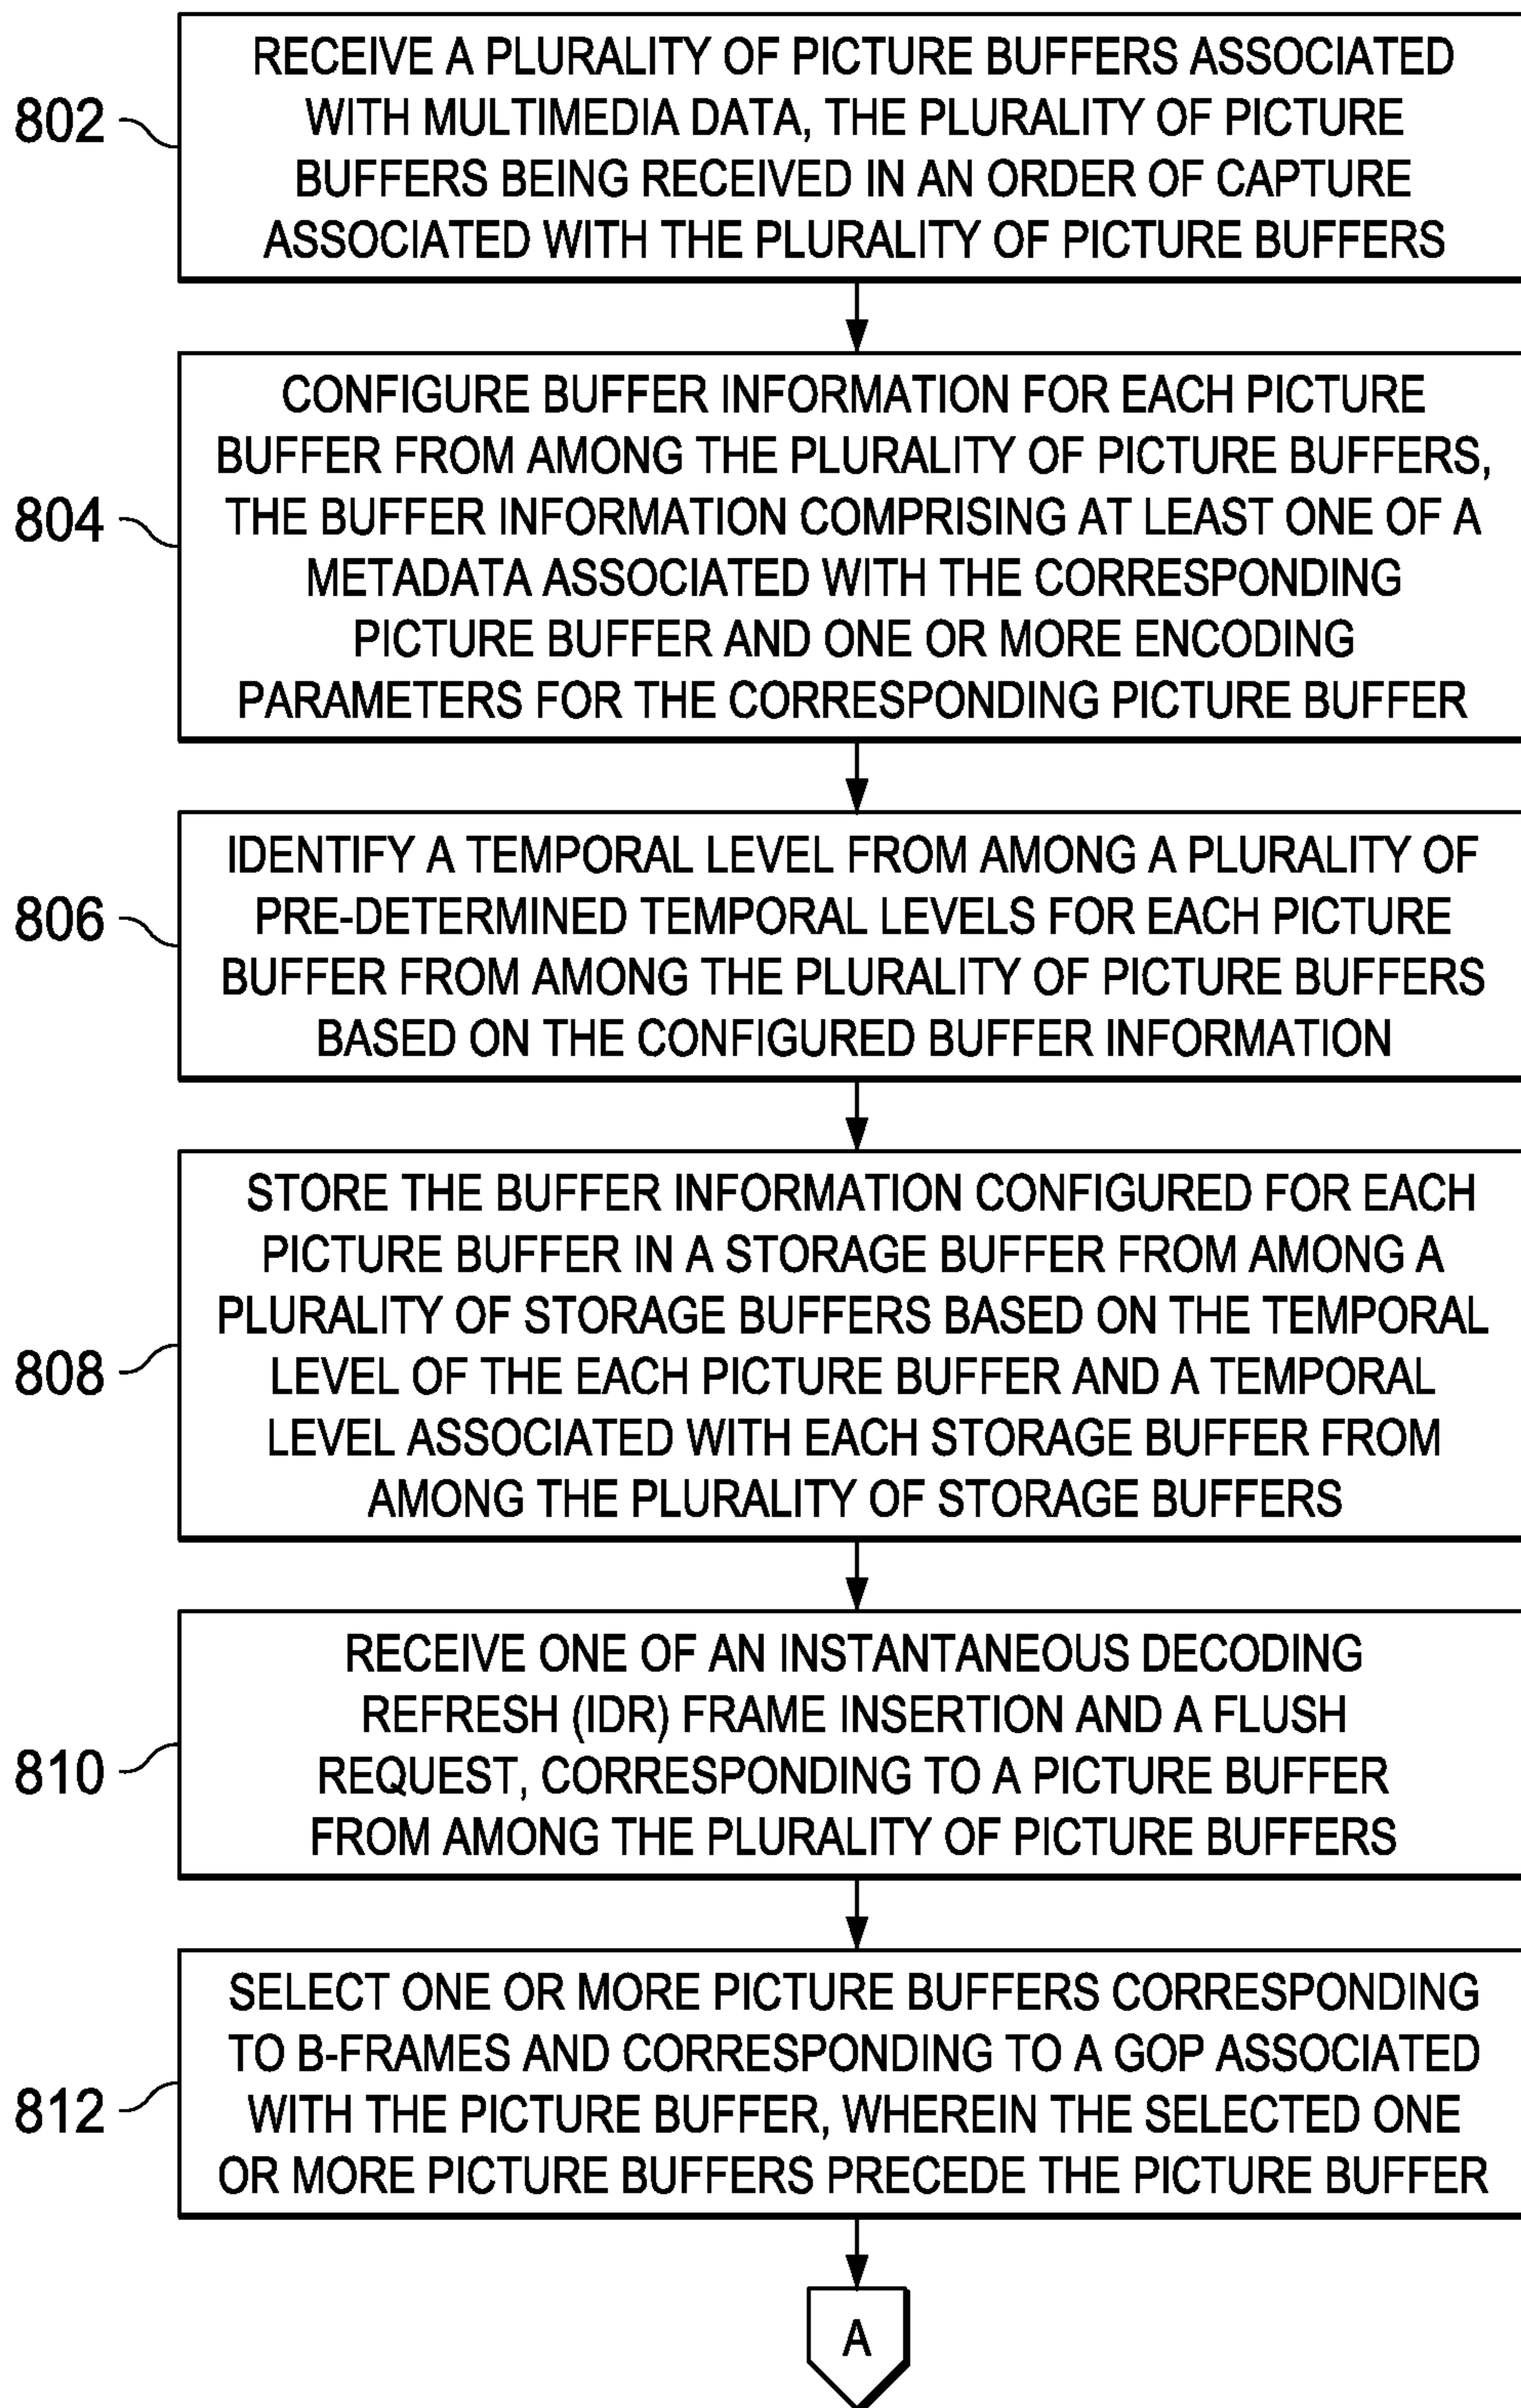 RECEIVE A PLURALITY OF PICTURE BUFFERS ASSOCIATED
WITH MULTIMEDIA DATA, THE PLURALITY OF PICTURE
BUFFERS BEING RECEIVED IN AN ORDER OF CAPTURE
ASSOCIATED WITH THE PLURALITY OF PICTURE BUFFERS
802
CONFIGURE BUFFER INFORMATION FOR EACH PICTURE
BUFFER FROM AMONG THE PLURALITY OF PICTURE BUFFERS,
THE BUFFER INFORMATION COMPRISING AT LEAST ONE OF A
METADATA ASSOCIATED WITH THE CORRESPONDING
PICTURE BUFFER AND ONE OR MORE ENCODING
PARAMETERS FOR THE CORRESPONDING PICTURE BUFFER
804
IDENTIFY A TEMPORAL LEVEL FROM AMONG A PLURALITY OF
PRE-DETERMINED TEMPORAL LEVELS FOR EACH PICTURE
BUFFER FROM AMONG THE PLURALITY OF PICTURE BUFFERS
BASED ON THE CONFIGURED BUFFER INFORMATION
806
STORE THE BUFFER INFORMATION CONFIGURED FOR EACH
PICTURE BUFFER IN A STORAGE BUFFER FROM AMONG A
PLURALITY OF STORAGE BUFFERS BASED ON THE TEMPORAL
LEVEL OF THE EACH PICTURE BUFFER AND A TEMPORAL
LEVEL ASSOCIATED WITH EACH STORAGE BUFFER FROM
AMONG THE PLURALITY OF STORAGE BUFFERS
808
RECEIVE ONE OF AN INSTANTANEOUS DECODING
REFRESH (IDR) FRAME INSERTION AND A FLUSH
REQUEST, CORRESPONDING TO A PICTURE BUFFER
FROM AMONG THE PLURALITY OF PICTURE BUFFERS
810
SELECT ONE OR MORE PICTURE BUFFERS CORRESPONDING
TO B-FRAMES AND CORRESPONDING TO A GOP ASSOCIATED
WITH THE PICTURE BUFFER, WHEREIN THE SELECTED ONE
OR MORE PICTURE BUFFERS PRECEDE THE PICTURE BUFFER
812
A